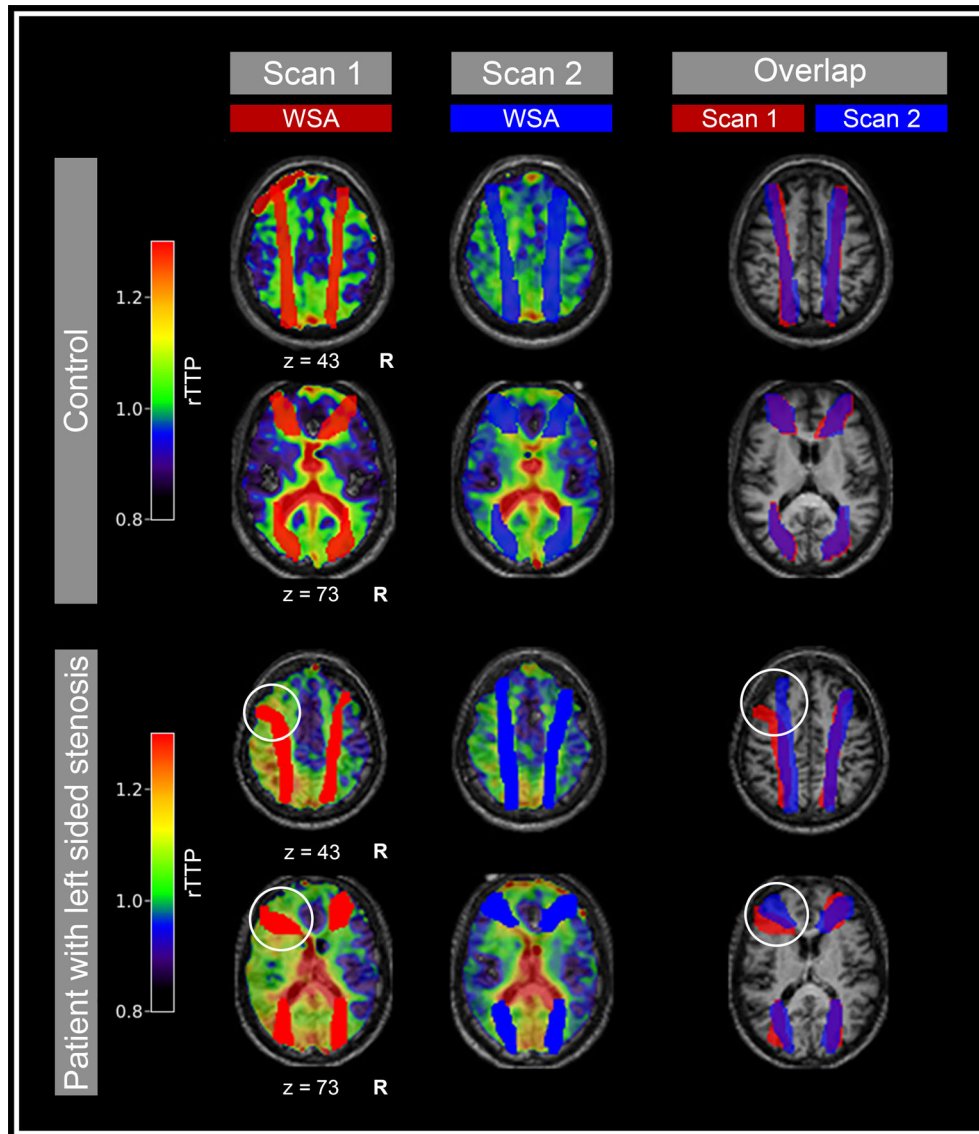 Scan 1 Scan 2 Overlap
WSA WSA Scan 1 Scan 2
Control
1.2
1.0
0.8
rTTP
z = 43 R
z = 73 R
Patient with left sided stenosis
1.2
1.0
0.8
rTTP
z = 43 R
z = 73 R